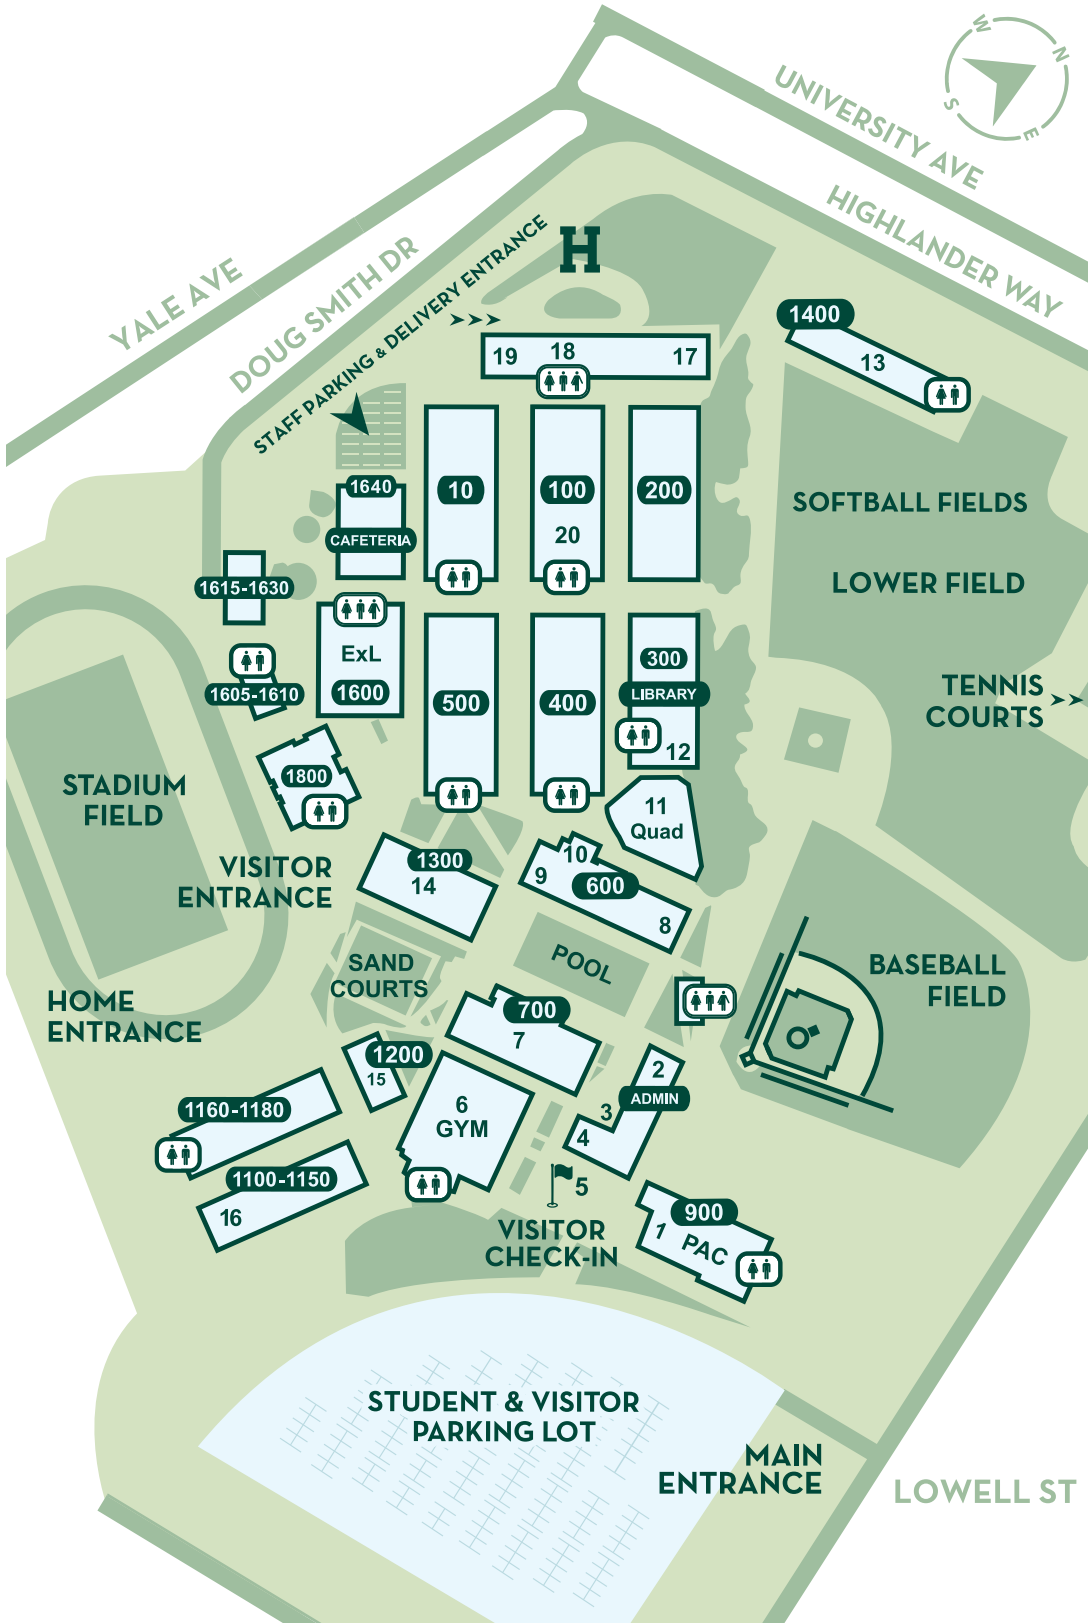 W
N
S
E
UNIVERSITY AVE
HIGHLANDER WAY
YALE AVE
DOUG SMITH DR
STAFF PARKING & DELIVERY ENTRANCE
H
1400
13
19 18 17
10
100
20
200
1640
CAFETERIA
1615-1630
ExL
1600
1605-1610
500
400
300
LIBRARY
12
SOFTBALL FIELDS
LOWER FIELD
TENNIS
COURTS
STADIUM
FIELD
1800
11
Quad
VISITOR
ENTRANCE
1300
14
10
9
600
8
SAND
COURTS
POOL
BASEBALL
FIELD
HOME
ENTRANCE
700
7
1200
15
2
ADMIN
3
4
6
GYM
1160-1180
1100-1150
16
5
VISITOR
CHECK-IN
900
1 PAC
STUDENT & VISITOR
PARKING LOT
MAIN
ENTRANCE
LOWELL ST